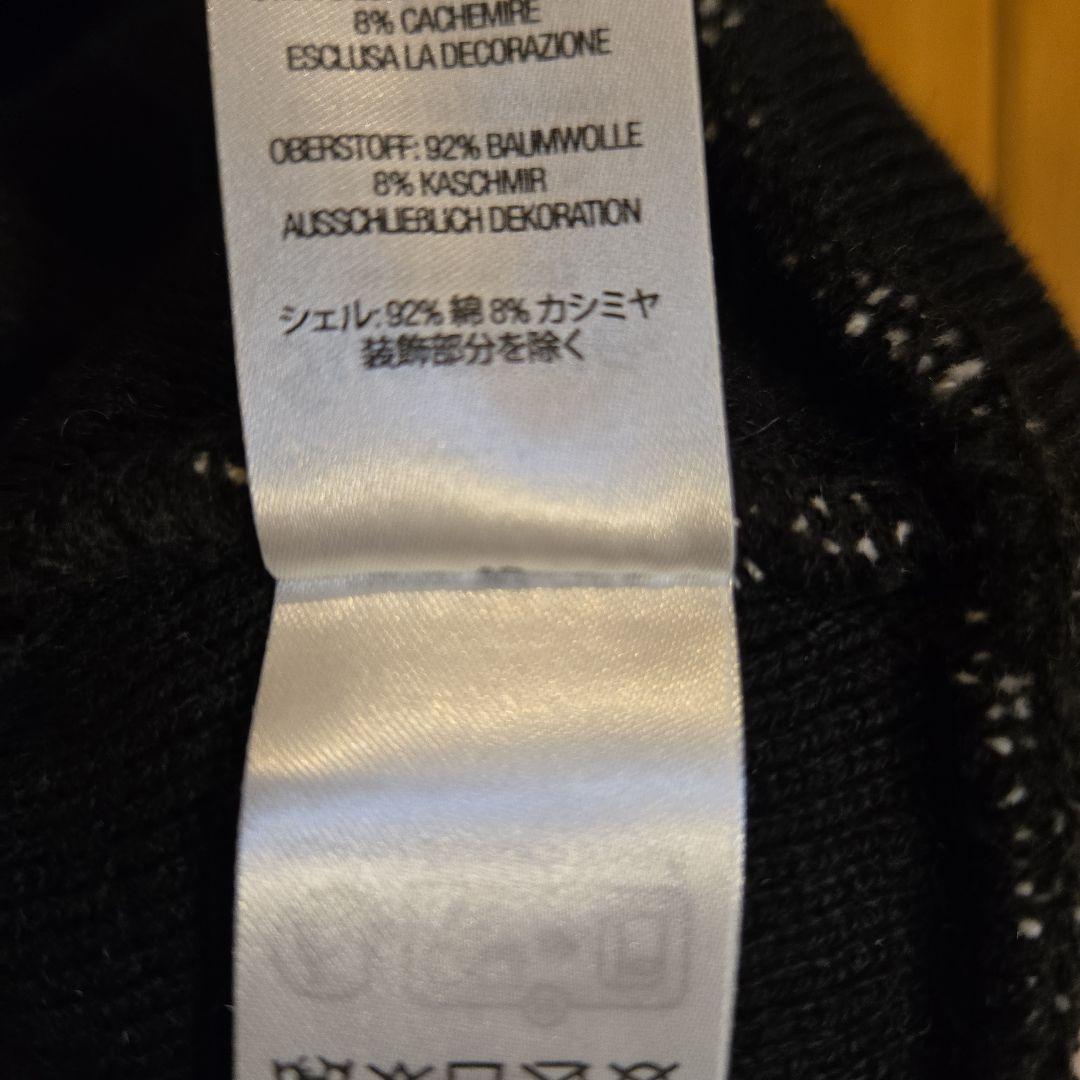 8% CACHEMIRE
ESCLUSA LA DECORAZIONE
OBERSTOFF: 92% BAUMWOLLE
8% KASCHMIR
AUSSCHLIEßLICH DEKORATION
シェル: 92% 綿 8% カシミヤ
装飾部分を除く